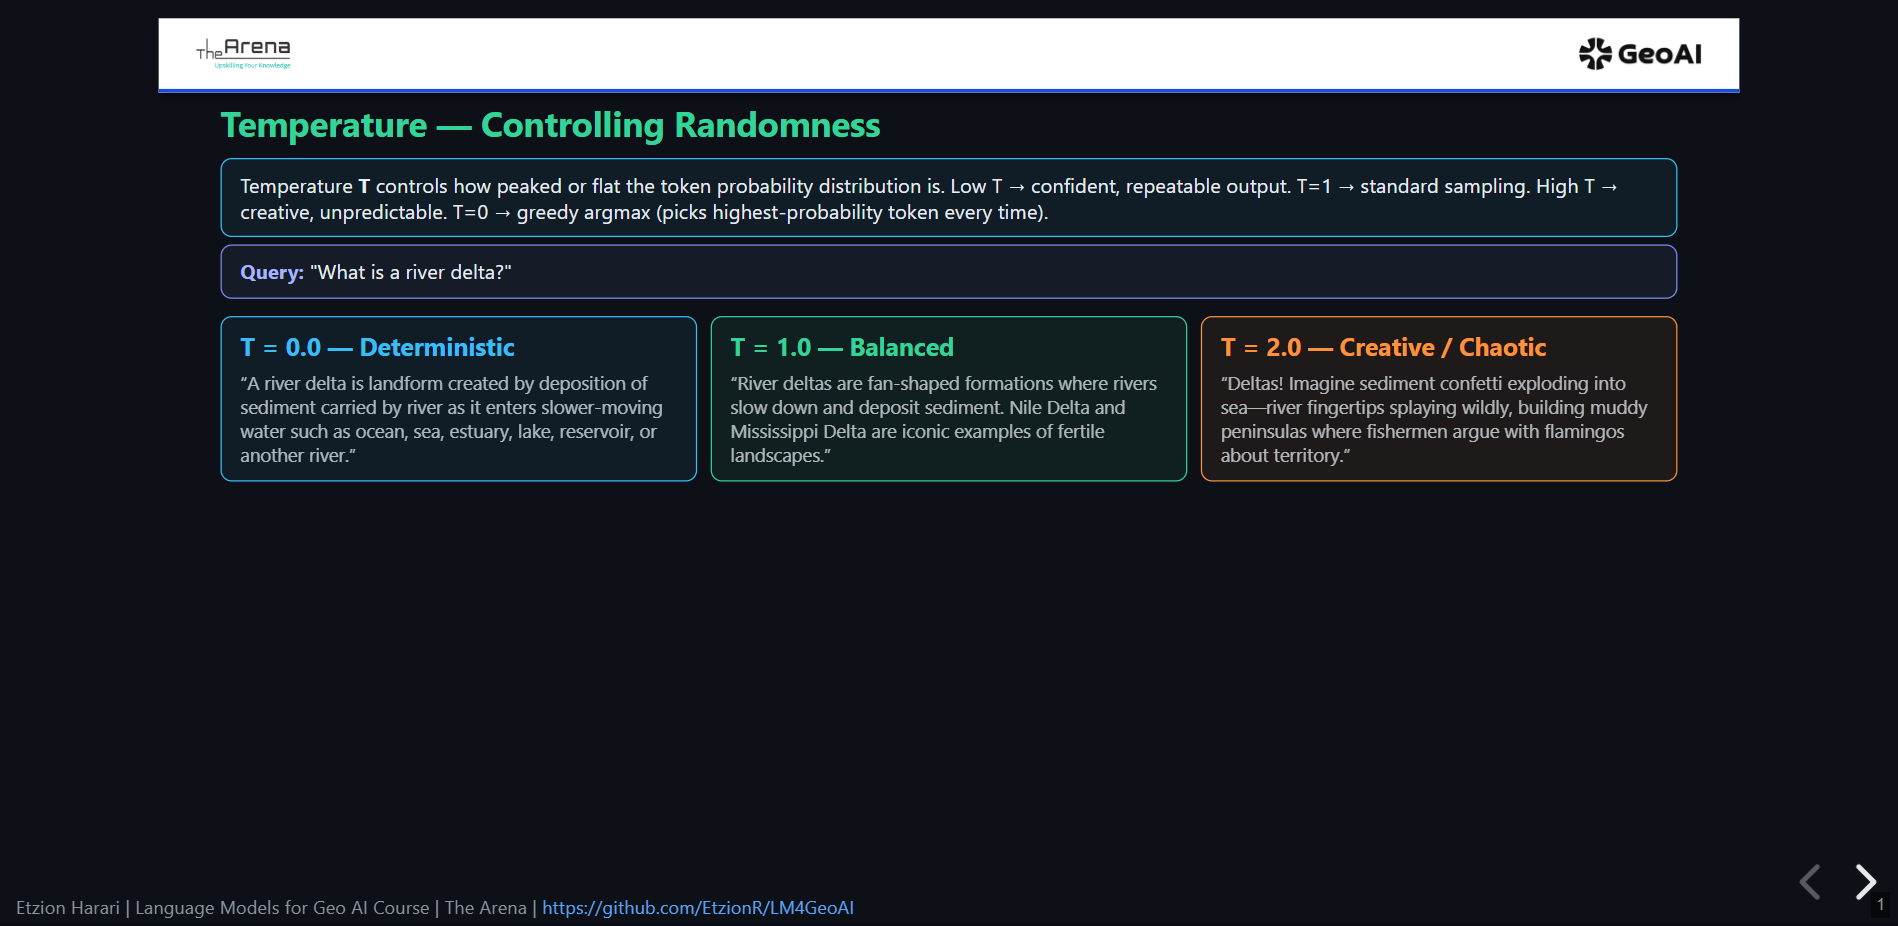 The Arena
Upskilling Your Knowledge
GeoAI
Temperature — Controlling Randomness
Temperature T controls how peaked or flat the token probability distribution is. Low T → confident, repeatable output. T=1 → standard sampling. High T →
creative, unpredictable. T=0 → greedy argmax (picks highest-probability token every time).
Query: "What is a river delta?"
T = 0.0 — Deterministic
“A river delta is landform created by deposition of
sediment carried by river as it enters slower-moving
water such as ocean, sea, estuary, lake, reservoir, or
another river.”
T = 1.0 — Balanced
“River deltas are fan-shaped formations where rivers
slow down and deposit sediment. Nile Delta and
Mississippi Delta are iconic examples of fertile
landscapes.”
T = 2.0 — Creative / Chaotic
“Deltas! Imagine sediment confetti exploding into
sea—river fingertips splaying wildly, building muddy
peninsulas where fishermen argue with flamingos
about territory.”
Etzion Harari | Language Models for Geo AI Course | The Arena | https://github.com/EtzionR/LM4GeoAI
1